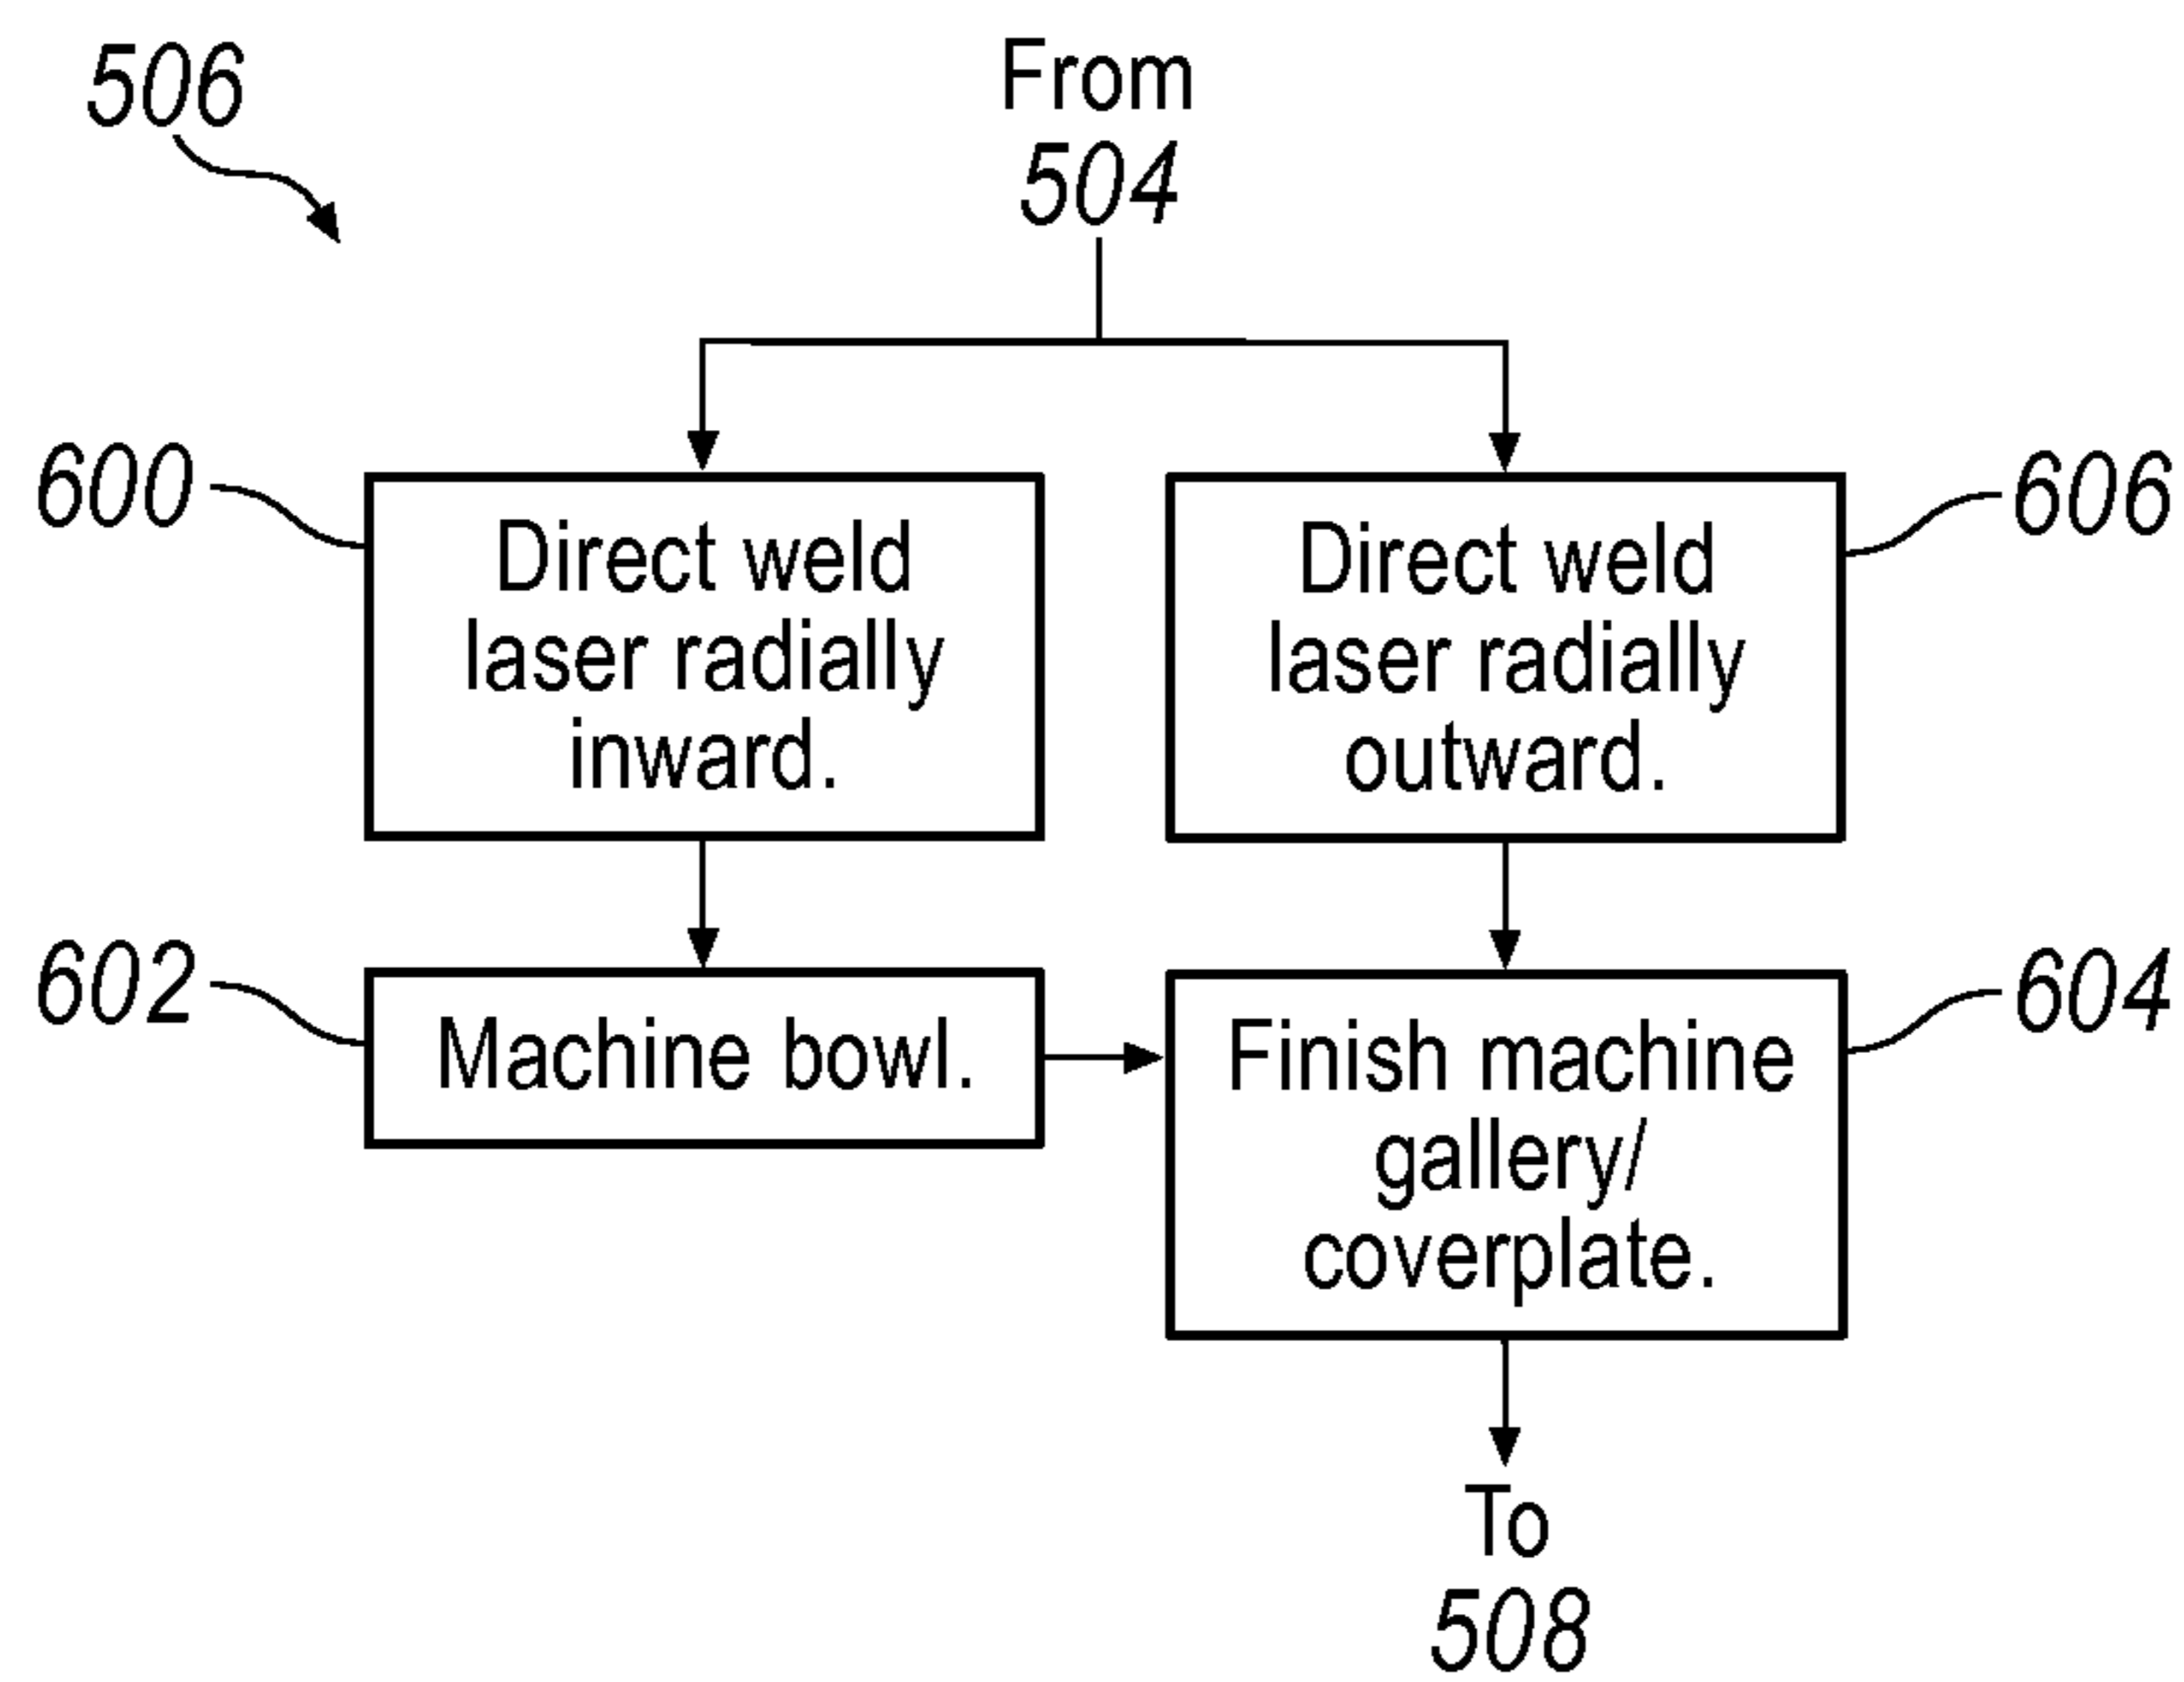 506
From
504
600
Direct weld
laser radially
inward.
606
Direct weld
laser radially
outward.
602
Machine bowl.
604
Finish machine
gallery/
coverplate.
To
508